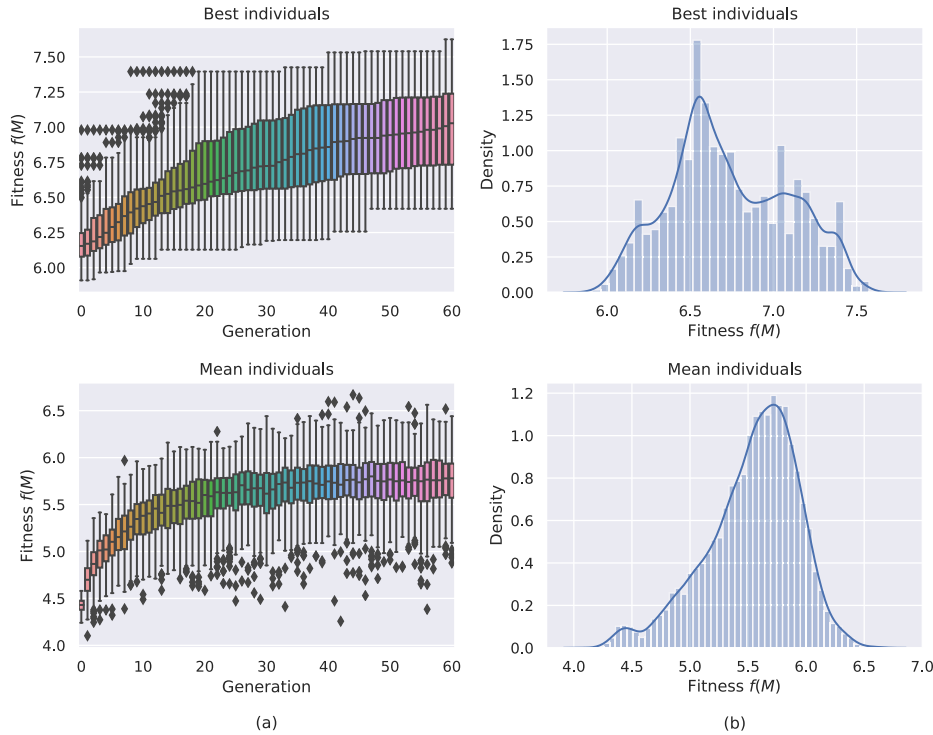 Best individuals
7.50
7.25
7.00
6.75
6.50
6.25
6.00
Fitness f(M)
0 10 20 30 40 50 60
Generation
Best individuals
1.75
1.50
1.25
1.00
0.75
0.50
0.25
0.00
Density
6.0 6.5 7.0 7.5
Fitness f(M)
Mean individuals
6.5
6.0
5.5
5.0
4.5
4.0
Fitness f(M)
0 10 20 30 40 50 60
Generation
Mean individuals
1.2
1.0
0.8
0.6
0.4
0.2
0.0
Density
4.0 4.5 5.0 5.5 6.0 6.5 7.0
Fitness f(M)
(a)
(b)